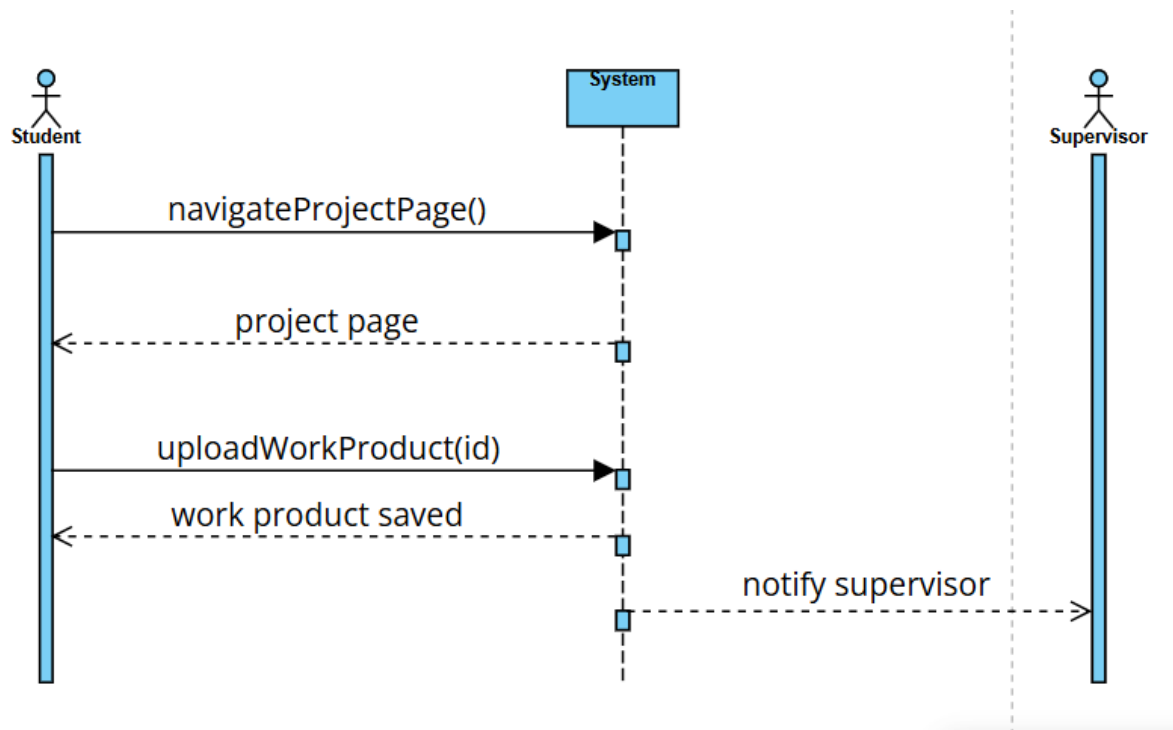 System
Student
Supervisor
navigateProjectPage()
project page
uploadWorkProduct(id)
work product saved
notify supervisor